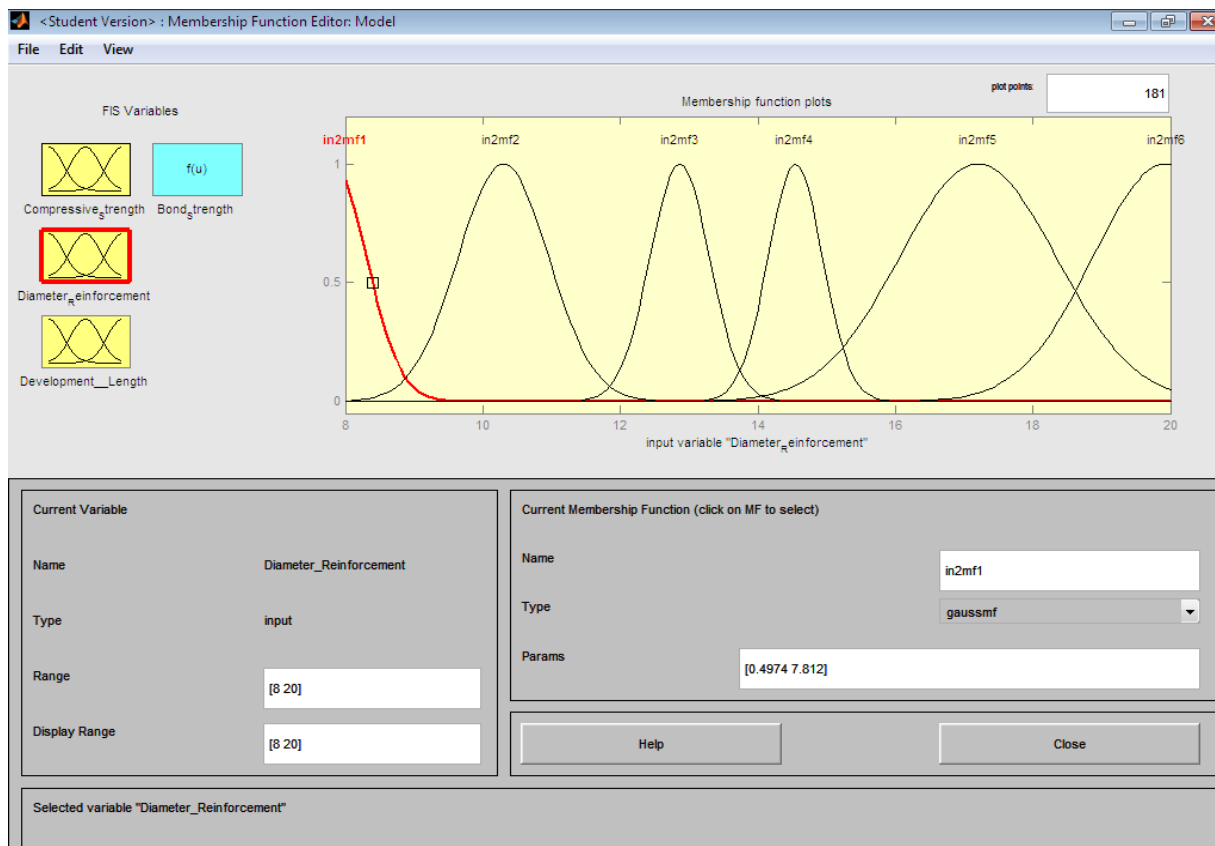 <Student Version> : Membership Function Editor: Model
File Edit View
FIS Variables
f(u)
Compressive_strength
Bond_strength
Diameter_Reinforcement
Development__Length
Membership function plots
plot points:
181
in2mf1
in2mf2
in2mf3
in2mf4
in2mf5
in2mf6
1
0.5
0
8
10
12
14
16
18
20
input variable "Diameter_Reinforcement"
Current Variable
Name
Diameter_Reinforcement
Type
input
Range
[8 20]
Display Range
[8 20]
Current Membership Function (click on MF to select)
Name
in2mf1
Type
gaussmf
Params
[0.4974 7.812]
Help
Close
Selected variable "Diameter_Reinforcement"